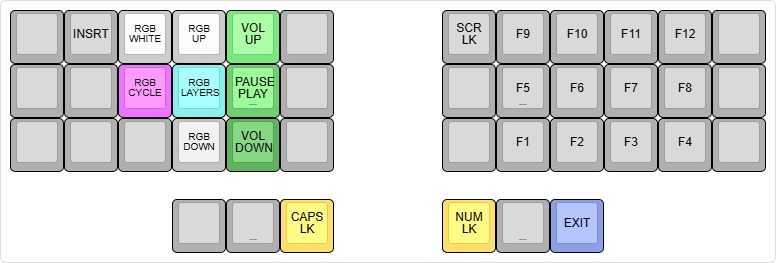 INSRT
RGB
WHITE
RGB
UP
VOL
UP
SCR
LK
F9
F10
F11
F12
RGB
CYCLE
RGB
LAYERS
PAUSE
PLAY
_
F5
_
F6
F7
F8
RGB
DOWN
VOL
DOWN
F1
F2
F3
F4
_
CAPS
LK
NUM
LK
_
EXIT